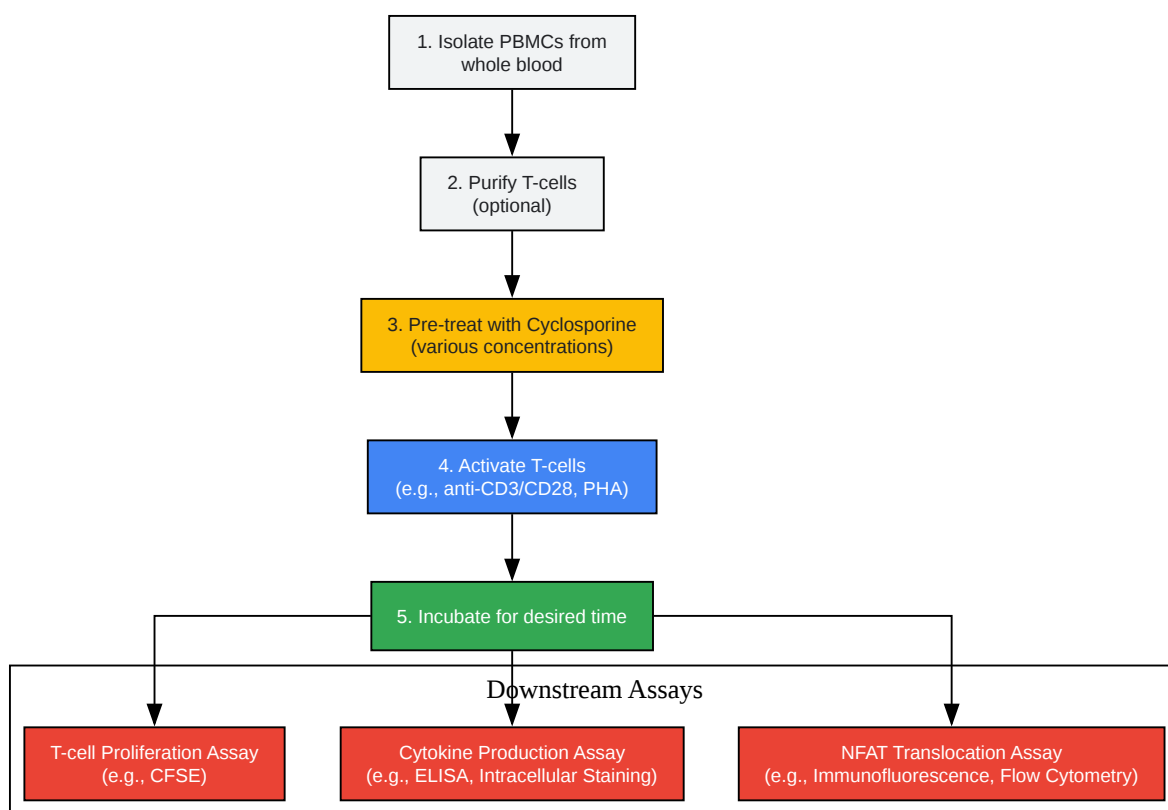 1. Isolate PBMCs from
whole blood
2. Purify T-cells
(optional)
3. Pre-treat with Cyclosporine
(various concentrations)
4. Activate T-cells
(e.g., anti-CD3/CD28, PHA)
5. Incubate for desired time
Downstream Assays
T-cell Proliferation Assay
(e.g., CFSE)
Cytokine Production Assay
(e.g., ELISA, Intracellular Staining)
NFAT Translocation Assay
(e.g., Immunofluorescence, Flow Cytometry)